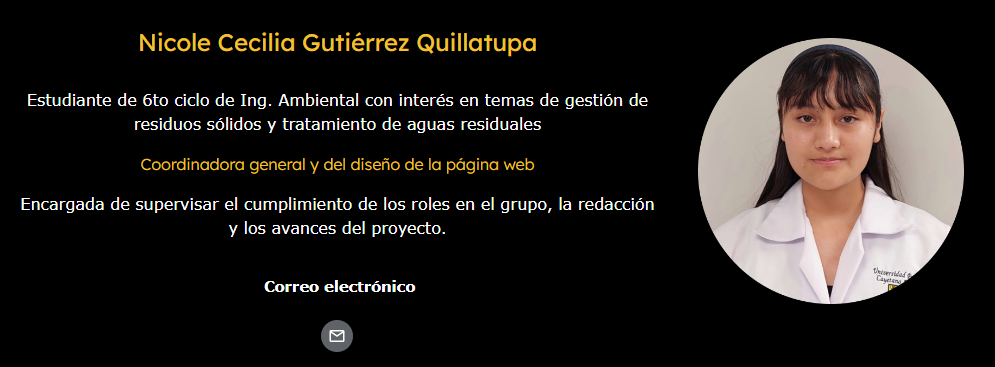 Nicole Cecilia Gutiérrez Quillatupa
Estudiante de 6to ciclo de Ing. Ambiental con interés en temas de gestión de
residuos sólidos y tratamiento de aguas residuales
Coordinadora general y del diseño de la página web
Encargada de supervisar el cumplimiento de los roles en el grupo, la redacción
y los avances del proyecto.
Correo electrónico
Universidad
Cayetano